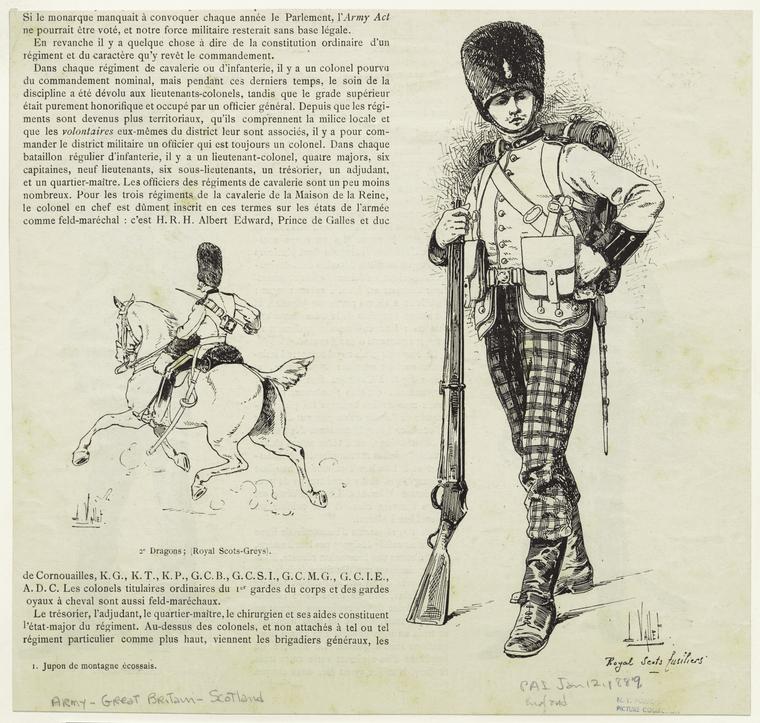 Si le monarque manquait à convoquer chaque année le Parlement, l'Army Act
ne pourrait être voté, et notre force militaire resterait sans base légale.
En revanche il y a quelque chose à dire de la constitution ordinaire d'un
régiment et du caractère qu'y revêt le commandement.
Dans chaque régiment de cavalerie ou d'infanterie, il y a un colonel pourvu
du commandement nominal, mais pendant ces derniers temps, le soin de la
discipline a été dévolu aux lieutenants-colonels, tandis que le grade supérieur
était purement honorifique et occupé par un officier général. Depuis que les régi-
ments sont devenus plus territoriaux, qu'ils comprennent la milice locale et
que les volontaires eux-mêmes du district leur sont associés, il y a pour com-
mander le district militaire un officier qui est toujours un colonel. Dans chaque
bataillon régulier d'infanterie, il y a un lieutenant-colonel, quatre majors, six
capitaines, neuf lieutenants, six sous-lieutenants, un trésorier, un adjudant,
et un quartier-maître. Les officiers des régiments de cavalerie sont un peu moins
nombreux. Pour les trois régiments de la cavalerie de la Maison de la Reine,
le colonel en chef est dûment inscrit en ces termes sur les états de l'armée
comme feld-maréchal : c'est H. R. H. Albert Edward, Prince de Galles et duc
J. Vallet
2e Dragons; (Royal Scots-Greys).
de Cornouailles, K. G., K. T., K. P., G. C. B., G. C. S. I., G. C. M. G., G. C. I. E.,
A. D. C. Les colonels titulaires ordinaires du 1er gardes du corps et des gardes
oyaux à cheval sont aussi feld-maréchaux.
Le trésorier, l'adjudant, le quartier-maître, le chirurgien et ses aides constituent
l'état-major du régiment. Au-dessus des colonels, et non attachés à tel ou tel
régiment particulier comme plus haut, viennent les brigadiers généraux, les
1. Jupon de montagne écossais.
L. Vallet
Royal Scots fusiliers
ARMY - GREAT BRITAIN - SCOTLAND
PAI Jan 12, 1889
England
PICTURE